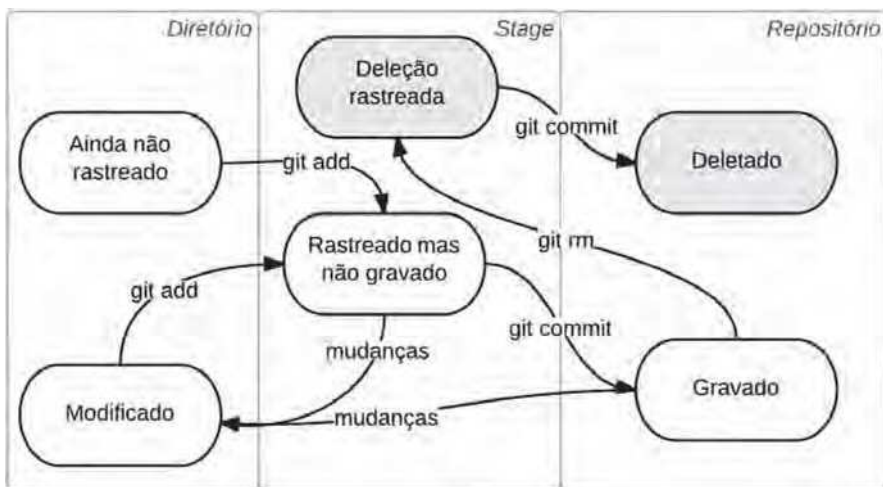 Diretório
Stage
Repositório
Deleção
rastreada
git commit
Ainda não
rastreado
git add
Deletado
Rastreado mas
não gravado
git rm
git add
git commit
mudanças
Modificado
mudanças
Gravado